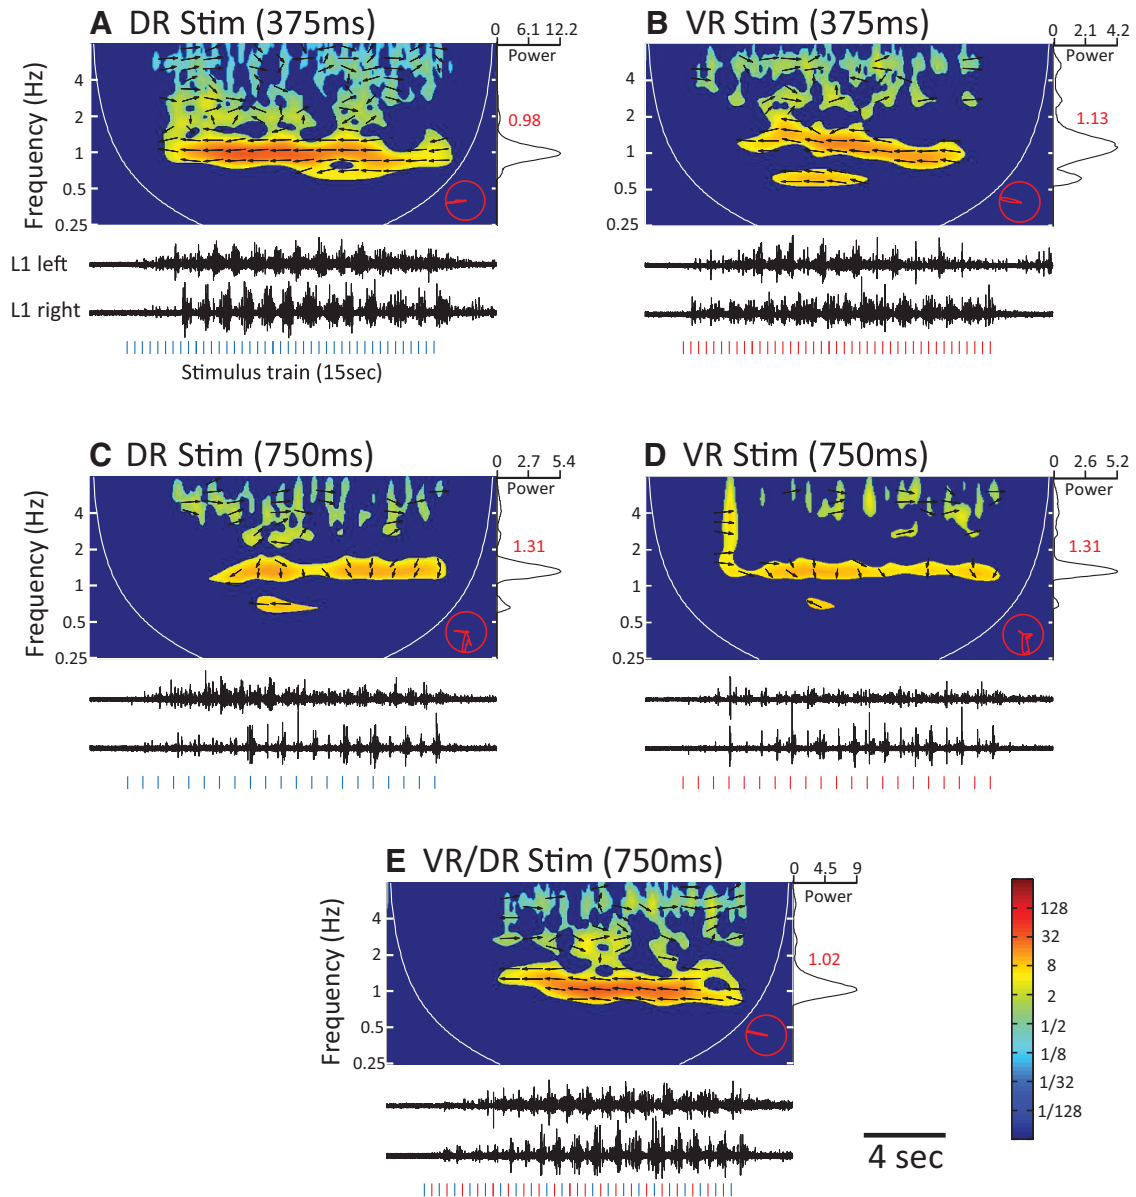 A DR Stim (375ms)
0 6.1 12.2
Power
0.98
Frequency (Hz)
4
2
1
0.5
0.25
L1 left
L1 right
Stimulus train (15sec)
B VR Stim (375ms)
0 2.1 4.2
Power
1.13
4
2
1
0.5
0.25
C DR Stim (750ms)
0 2.7 5.4
Power
1.31
Frequency (Hz)
4
2
1
0.5
0.25
D VR Stim (750ms)
0 2.6 5.2
Power
1.31
4
2
1
0.5
0.25
E VR/DR Stim (750ms)
0 4.5 9
Power
1.02
Frequency (Hz)
4
2
1
0.5
0.25
4 sec
128
32
8
2
1/2
1/8
1/32
1/128